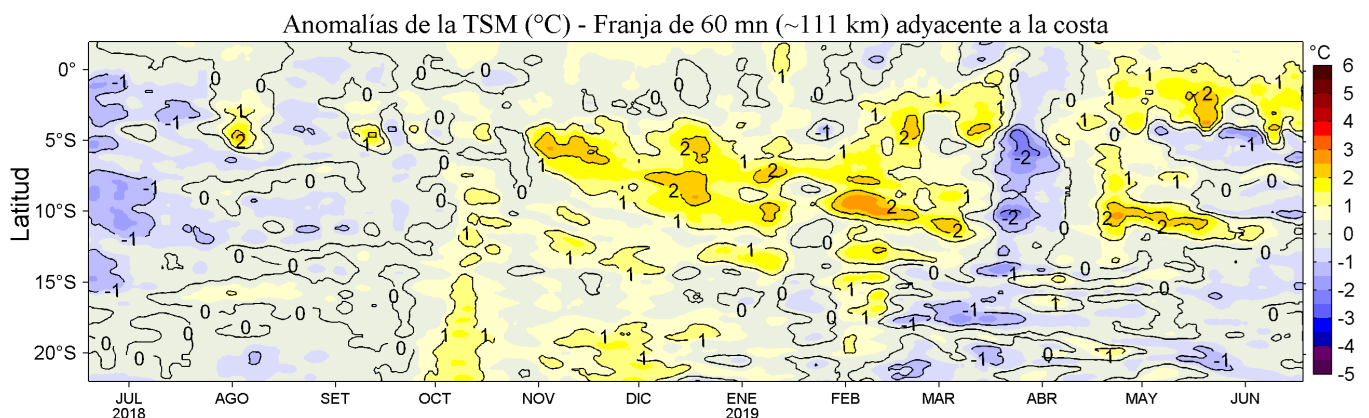 Anomalías de la TSM (°C) - Franja de 60 mn (~111 km) adyacente a la costa
°C
6
5
4
3
2
1
0
-1
-2
-3
-4
-5
Latitud
0°
5°S
10°S
15°S
20°S
JUL AGO SET OCT NOV DIC ENE FEB MAR ABR MAY JUN
2018 2019